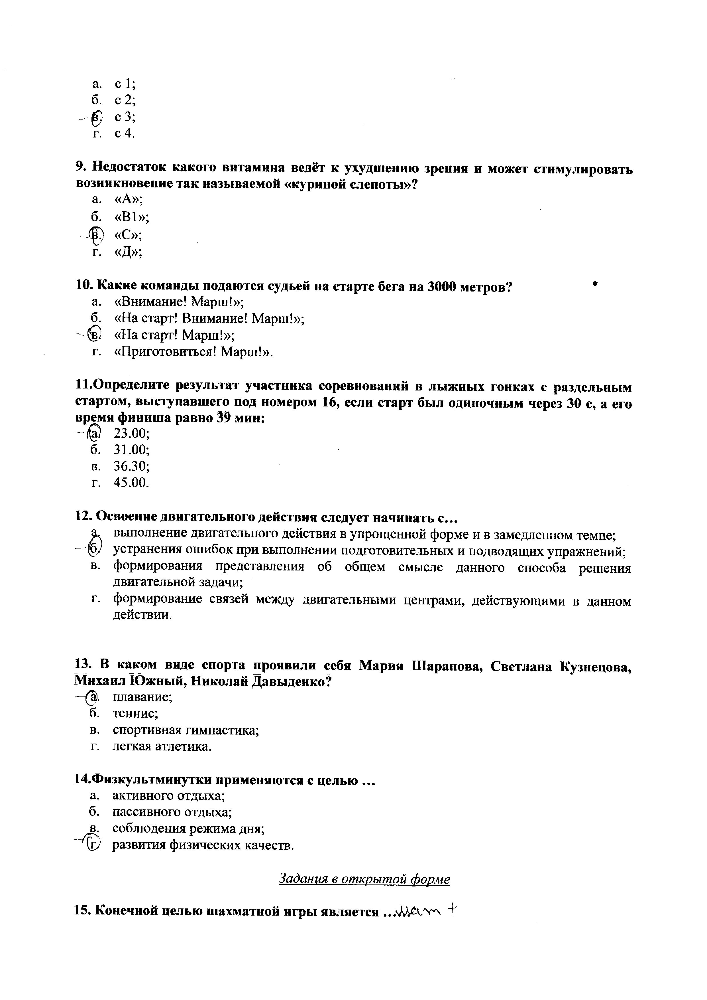 а. с 1;
б. с 2;
в. с 3;
г. с 4.
9. Недостаток какого витамина ведёт к ухудшению зрения и может стимулировать
возникновение так называемой «куриной слепоты»?
а. «А»;
б. «В1»;
в. «С»;
г. «Д»;
10. Какие команды подаются судьей на старте бега на 3000 метров?
а. «Внимание! Марш!»;
б. «На старт! Внимание! Марш!»;
в. «На старт! Марш!»;
г. «Приготовиться! Марш!».
11.Определите результат участника соревнований в лыжных гонках с раздельным
стартом, выступавшего под номером 16, если старт был одиночным через 30 с, а его
время финиша равно 39 мин:
а. 23.00;
б. 31.00;
в. 36.30;
г. 45.00.
12. Освоение двигательного действия следует начинать с…
а. выполнение двигательного действия в упрощенной форме и в замедленном темпе;
б. устранения ошибок при выполнении подготовительных и подводящих упражнений;
в. формирования представления об общем смысле данного способа решения
двигательной задачи;
г. формирование связей между двигательными центрами, действующими в данном
действии.
13. В каком виде спорта проявили себя Мария Шарапова, Светлана Кузнецова,
Михаил Южный, Николай Давыденко?
а. плавание;
б. теннис;
в. спортивная гимнастика;
г. легкая атлетика.
14.Физкультминутки применяются с целью …
а. активного отдыха;
б. пассивного отдыха;
в. соблюдения режима дня;
г. развития физических качеств.
Задания в открытой форме
15. Конечной целью шахматной игры является …мат +